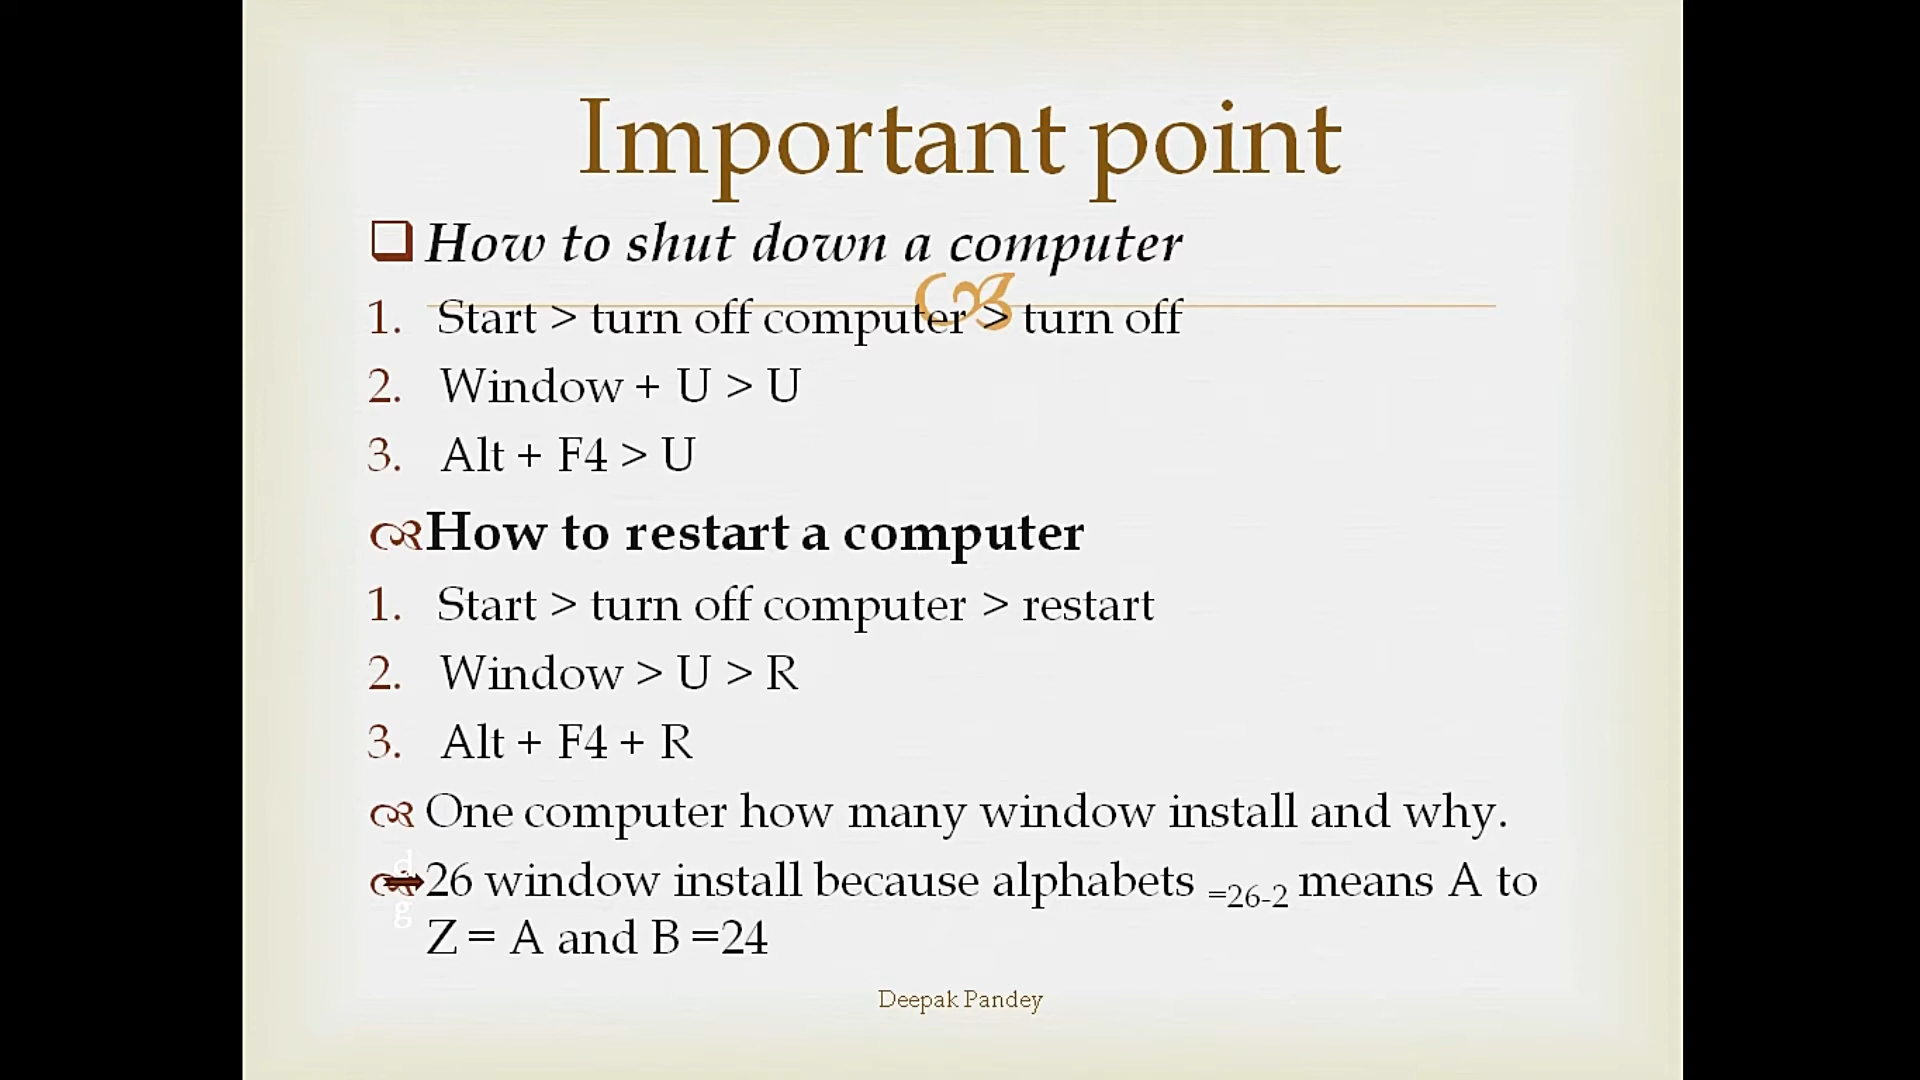 Important point
How to shut down a computer
1. Start > turn off computer > turn off
2. Window + U > U
3. Alt + F4 > U
How to restart a computer
1. Start > turn off computer > restart
2. Window > U > R
3. Alt + F4 + R
One computer how many window install and why.
d
26 window install because alphabets =26-2 means A to
g
Z = A and B =24
Deepak Pandey